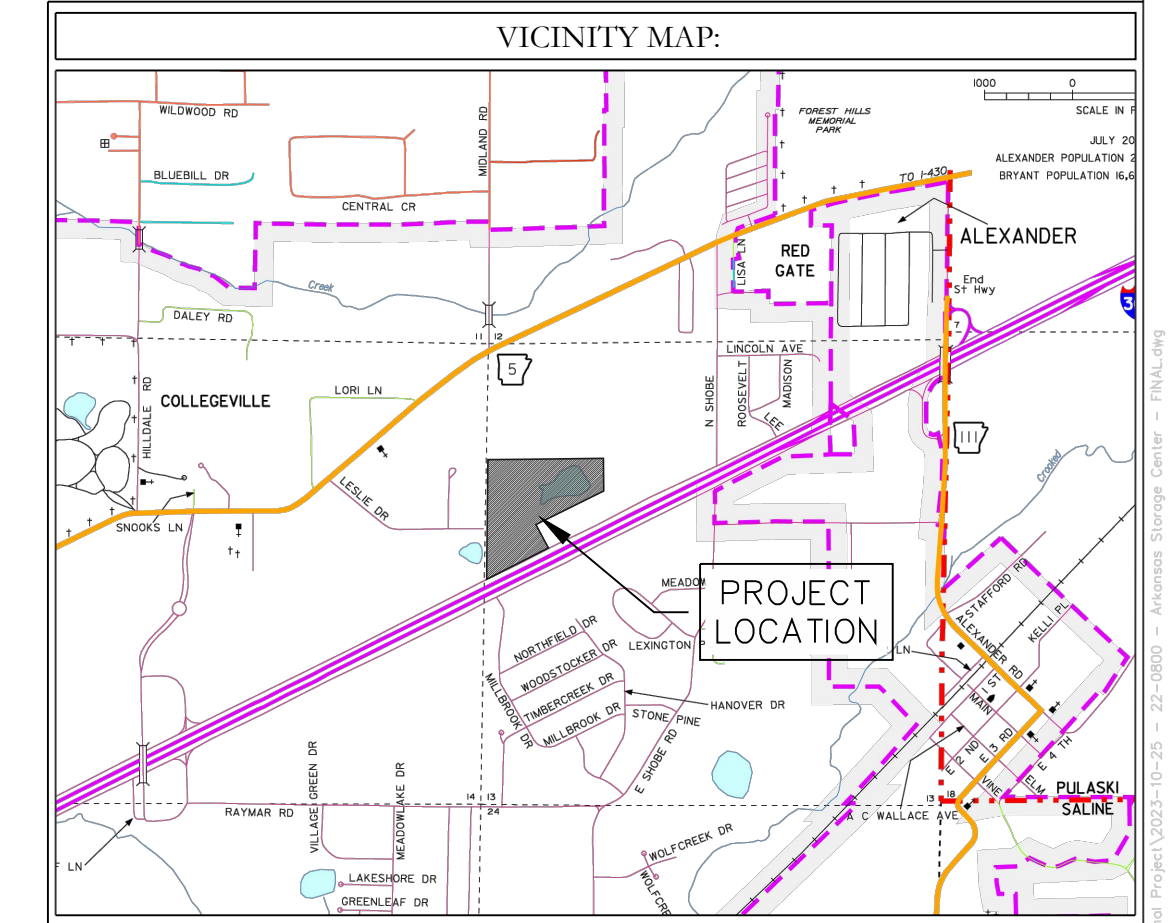 VICINITY MAP:
1000 0
SCALE IN F
JULY 20
ALEXANDER POPULATION 2
BRYANT POPULATION 16,6
WILDWOOD RD
MIDLAND RD
FOREST HILLS
MEMORIAL
PARK
BLUEBILL DR
TO I-430
CENTRAL CR
ALEXANDER
LISA LN
RED
GATE
Creek
End
St Hwy
3
DALEY RD
11 12
7
5
LINCOLN AVE
LORI LN
COLLEGEVILLE
HILLDALE RD
N SHOBE
ROOSEVELT
MADISON
LEE
111
Crooked
LESLIE DR
SNOOKS LN
PROJECT
LOCATION
MEADOW
LEXINGTON P
STAFFORD RD
KELLI PL
ALEXANDER RD
LN
NORTHFIELD DR
WOODSTOCKER DR
TIMBERCREEK DR
MILLBROOK DR
MILLBROOK DR
HANOVER DR
STONE PINE
E SHOBE RD
1 ST
MAIN
E 2 ND
E 3 RD
E 4 TH
VINE
ELM
PULASKI
SALINE
VILLAGE GREEN DR
MEADOWLAKE DR
14 13
24
13 18
RAYMAR RD
A C WALLACE AVE
F LN
WOLFCREEK DR
WOLFCRE
LAKESHORE DR
GREENLEAF DR
al Project\2023-10-25 - 22-0800 - Arkansas Storage Center - FINAL.dwg